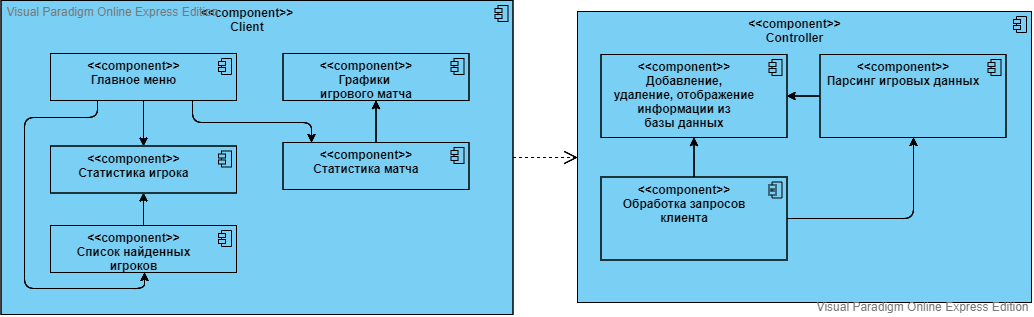 Visual Paradigm Online Express Edition
<<component>>
Client
<<component>>
Главное меню
<<component>>
Графики
игрового матча
<<component>>
Статистика игрока
<<component>>
Статистика матча
<<component>>
Список найденных
игроков
<<component>>
Controller
<<component>>
Добавление,
удаление, отображение
информации из
базы данных
<<component>>
Парсинг игровых данных
<<component>>
Обработка запросов
клиента
Visual Paradigm Online Express Edition